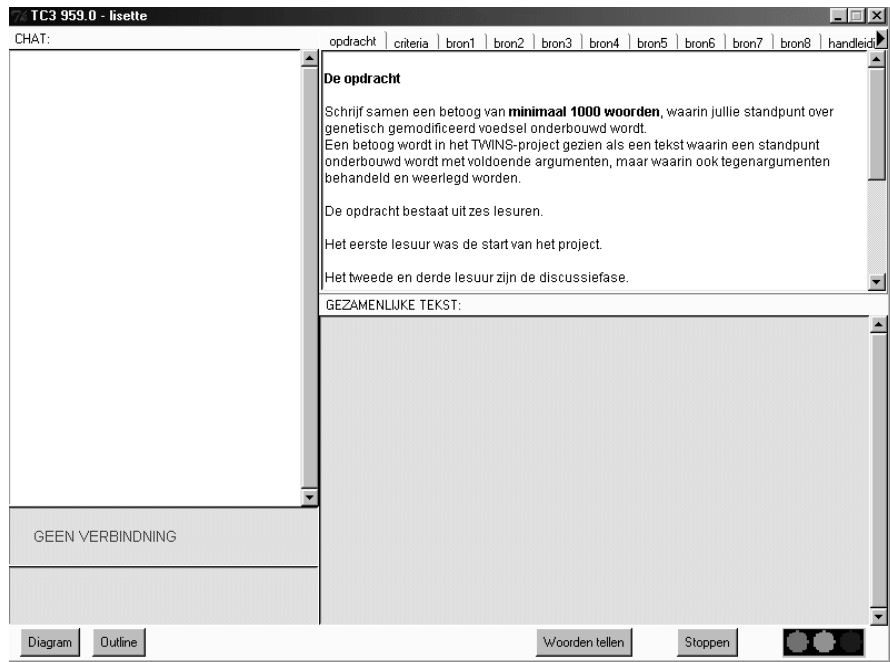 TC3 959.0 - lisette
CHAT:
opdracht criteria bron1 bron2 bron3 bron4 bron5 bron6 bron7 bron8 handleidi
De opdracht
Schrijf samen een betoog van minimaal 1000 woorden, waarin jullie standpunt over
genetisch gemodificeerd voedsel onderbouwd wordt.
Een betoog wordt in het TWINS-project gezien als een tekst waarin een standpunt
onderbouwd wordt met voldoende argumenten, maar waarin ook tegenargumenten
behandeld en weerlegd worden.
De opdracht bestaat uit zes lesuren.
Het eerste lesuur was de start van het project.
Het tweede en derde lesuur zijn de discussiefase.
GEZAMENLIJKE TEKST:
GEEN VERBINDNING
Diagram Outline Woorden tellen Stoppen